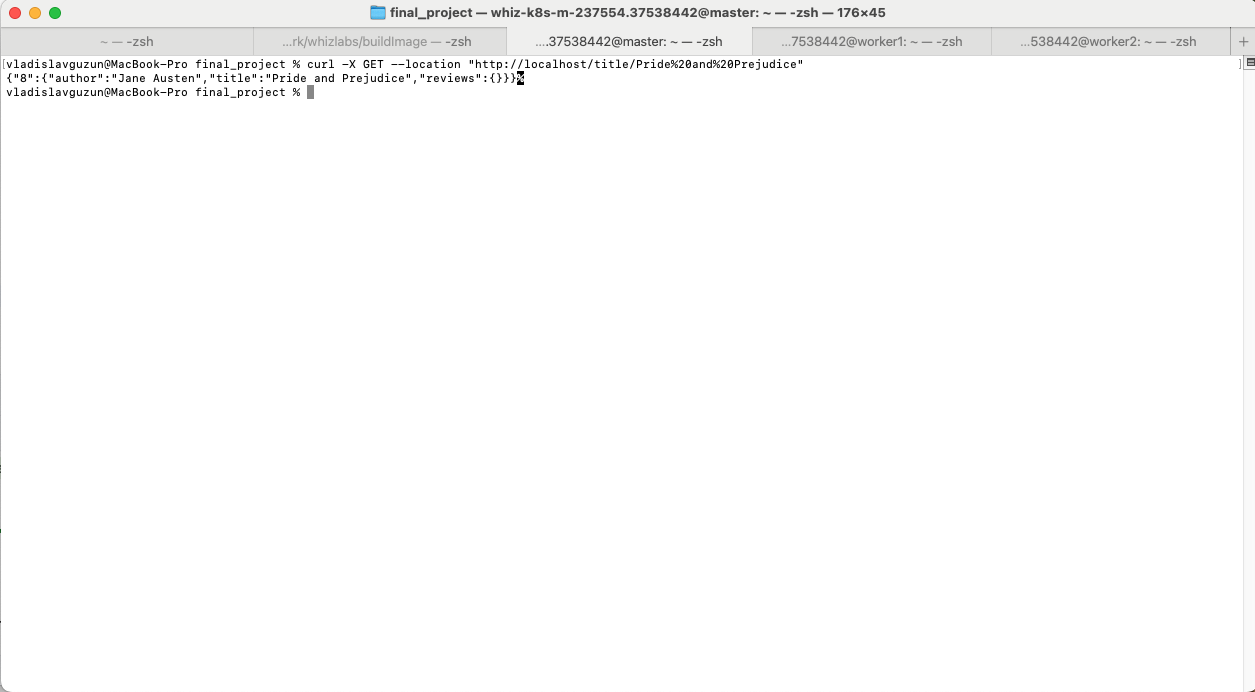 final_project — whiz-k8s-m-237554.37538442@master: ~ — -zsh — 176×45
~ — -zsh
...rk/whizlabs/buildImage — -zsh
....37538442@master: ~ — -zsh
...7538442@worker1: ~ — -zsh
...538442@worker2: ~ — -zsh
+
[vladislavguzun@MacBook-Pro final_project % curl -X GET --location "http://localhost/title/Pride%20and%20Prejudice" ]
{"8":{"author":"Jane Austen","title":"Pride and Prejudice","reviews":{}}}%
vladislavguzun@MacBook-Pro final_project %